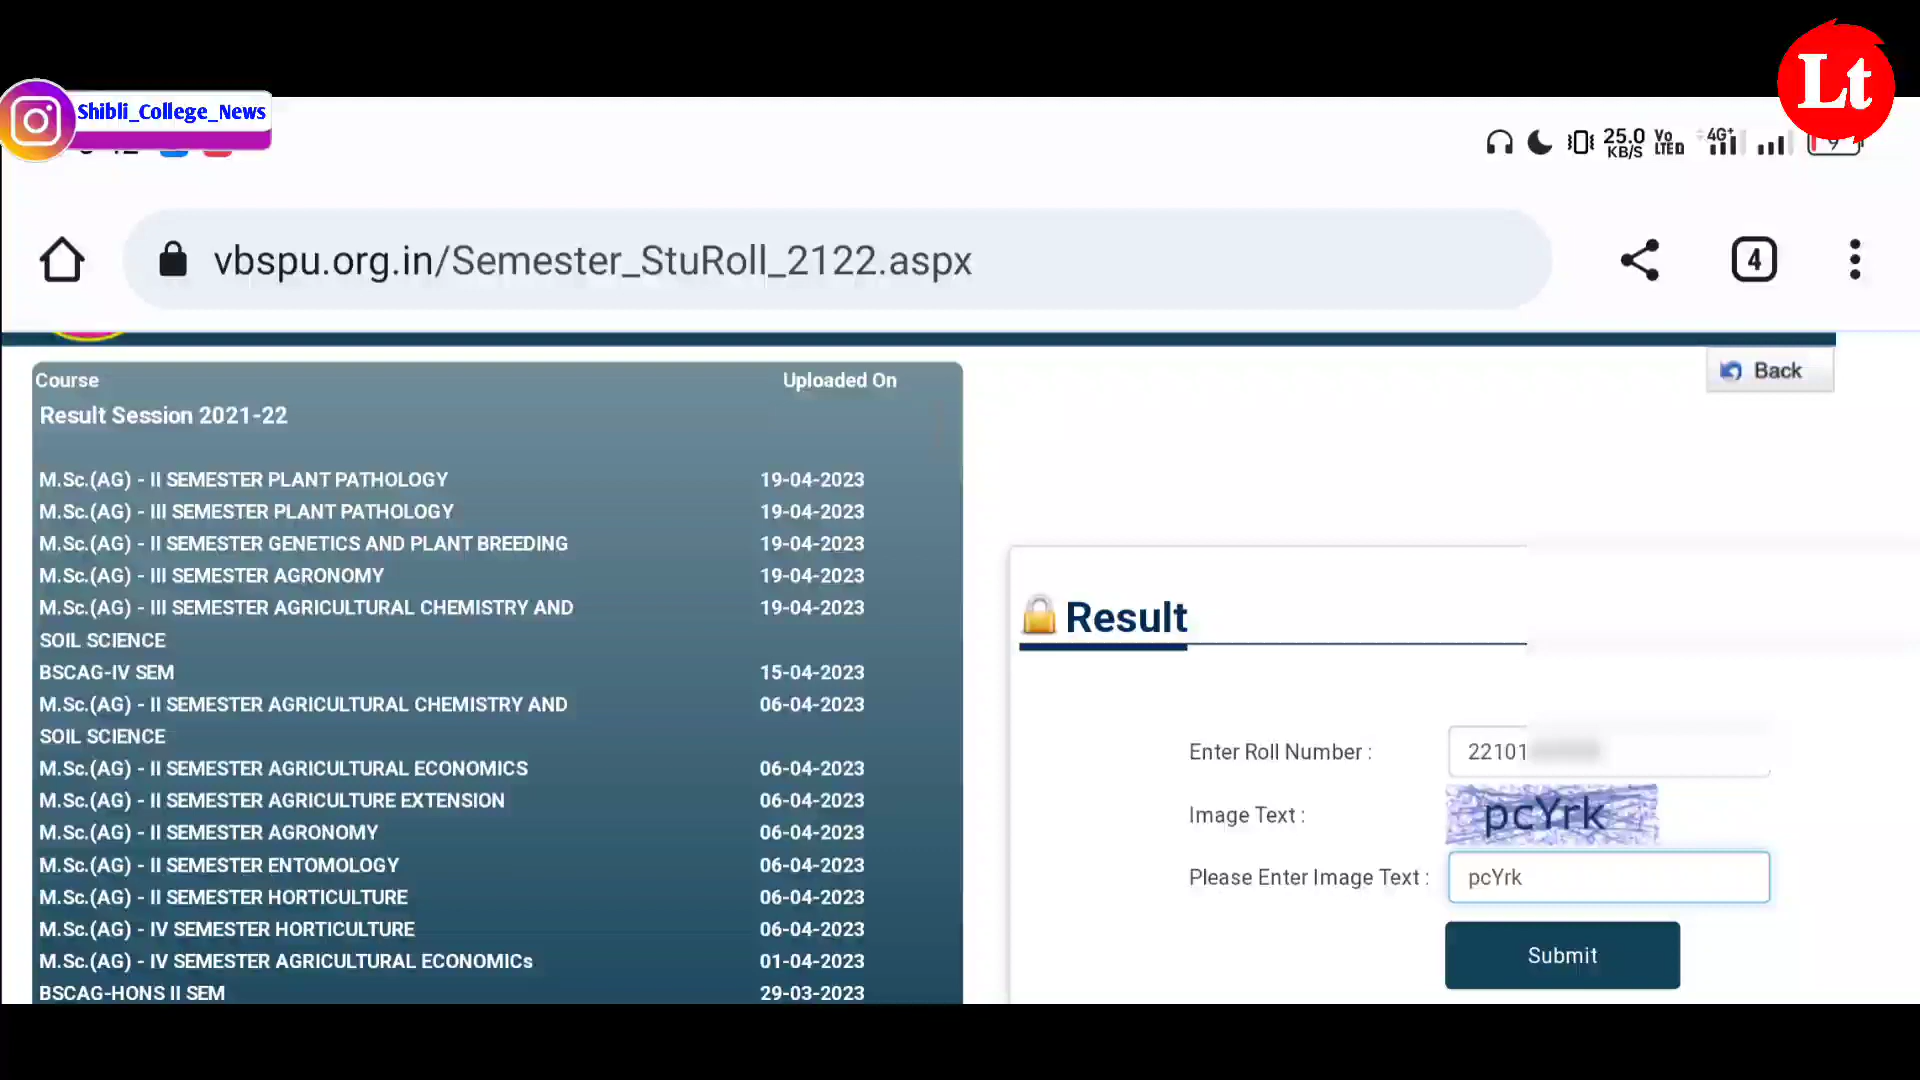 Lt
Shibli_College_News
25.0 KB/S
Vo LTE
4G+
9
vbspu.org.in/Semester_StuRoll_2122.aspx
4
Back
Course Uploaded On
Result Session 2021-22
M.Sc.(AG) - II SEMESTER PLANT PATHOLOGY 19-04-2023
M.Sc.(AG) - III SEMESTER PLANT PATHOLOGY 19-04-2023
M.Sc.(AG) - II SEMESTER GENETICS AND PLANT BREEDING 19-04-2023
M.Sc.(AG) - III SEMESTER AGRONOMY 19-04-2023
M.Sc.(AG) - III SEMESTER AGRICULTURAL CHEMISTRY AND 19-04-2023
SOIL SCIENCE
BSCAG-IV SEM 15-04-2023
M.Sc.(AG) - II SEMESTER AGRICULTURAL CHEMISTRY AND 06-04-2023
SOIL SCIENCE
M.Sc.(AG) - II SEMESTER AGRICULTURAL ECONOMICS 06-04-2023
M.Sc.(AG) - II SEMESTER AGRICULTURE EXTENSION 06-04-2023
M.Sc.(AG) - II SEMESTER AGRONOMY 06-04-2023
M.Sc.(AG) - II SEMESTER ENTOMOLOGY 06-04-2023
M.Sc.(AG) - II SEMESTER HORTICULTURE 06-04-2023
M.Sc.(AG) - IV SEMESTER HORTICULTURE 06-04-2023
M.Sc.(AG) - IV SEMESTER AGRICULTURAL ECONOMICs 01-04-2023
BSCAG-HONS II SEM 29-03-2023
Result
Enter Roll Number : 22101
Image Text : pcYrk
Please Enter Image Text : pcYrk
Submit